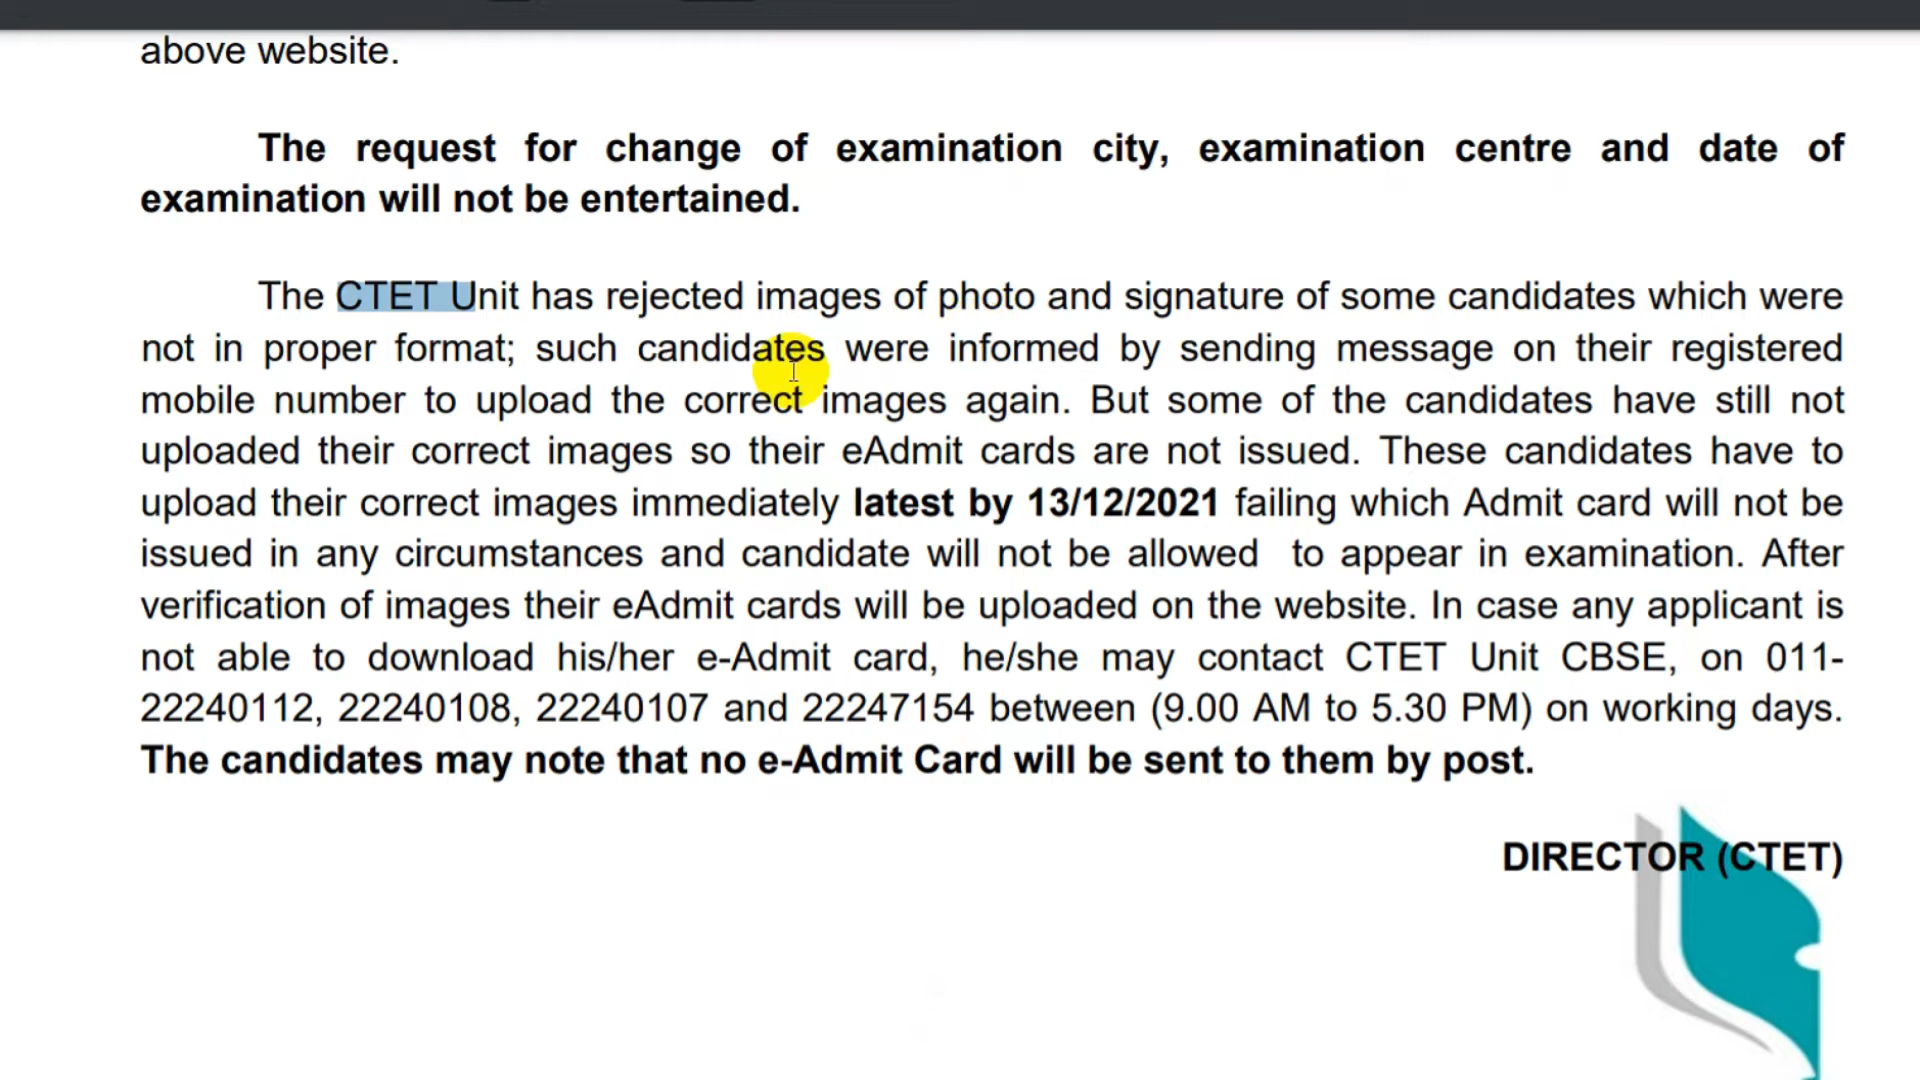 above website.
The request for change of examination city, examination centre and date of
examination will not be entertained.
The CTET Unit has rejected images of photo and signature of some candidates which were
not in proper format; such candidates were informed by sending message on their registered
mobile number to upload the correct images again. But some of the candidates have still not
uploaded their correct images so their eAdmit cards are not issued. These candidates have to
upload their correct images immediately latest by 13/12/2021 failing which Admit card will not be
issued in any circumstances and candidate will not be allowed to appear in examination. After
verification of images their eAdmit cards will be uploaded on the website. In case any applicant is
not able to download his/her e-Admit card, he/she may contact CTET Unit CBSE, on 011-
22240112, 22240108, 22240107 and 22247154 between (9.00 AM to 5.30 PM) on working days.
The candidates may note that no e-Admit Card will be sent to them by post.
DIRECTOR (CTET)